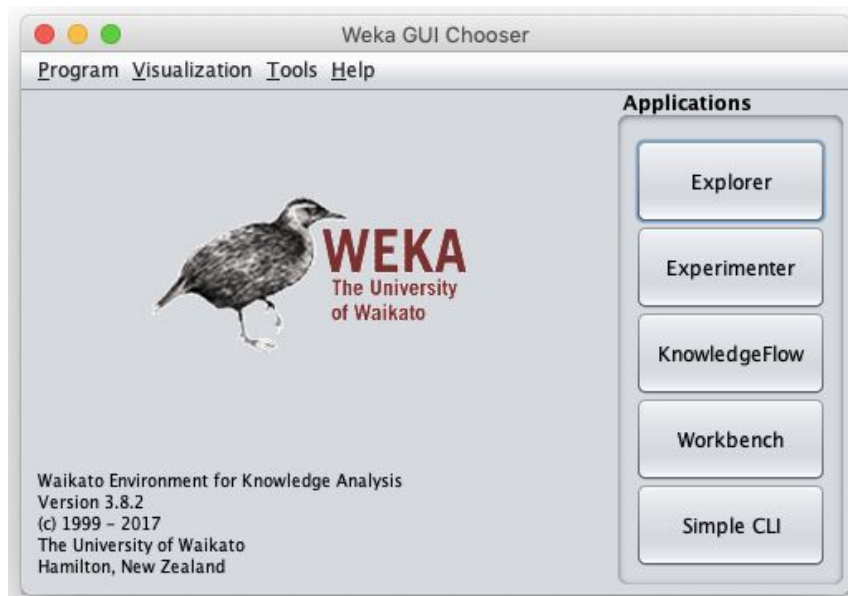 Weka GUI Chooser
Program Visualization Tools Help
Applications
Explorer
Experimenter
KnowledgeFlow
Workbench
Simple CLI
WEKA
The University
of Waikato
Waikato Environment for Knowledge Analysis
Version 3.8.2
(c) 1999 – 2017
The University of Waikato
Hamilton, New Zealand